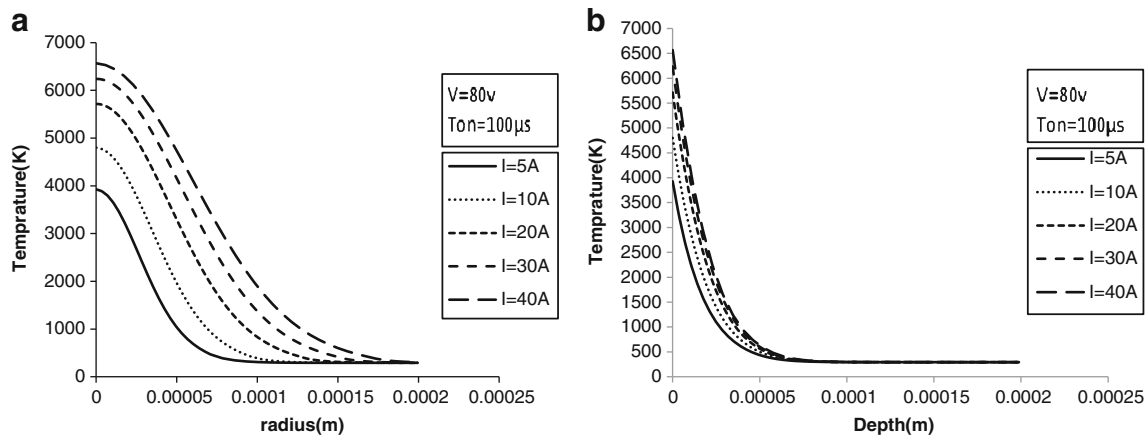 a
7000
6000
5000
4000
3000
2000
1000
0
Temprature(K)
0 0.00005 0.0001 0.00015 0.0002 0.00025
radius(m)
V=80v
Ton=100µs
I=5A
I=10A
I=20A
I=30A
I=40A
b
7000
6500
6000
5500
5000
4500
4000
3500
3000
2500
2000
1500
1000
500
0
Temprature(K)
0 0.00005 0.0001 0.00015 0.0002 0.00025
Depth(m)
V=80v
Ton=100µs
I=5A
I=10A
I=20A
I=30A
I=40A